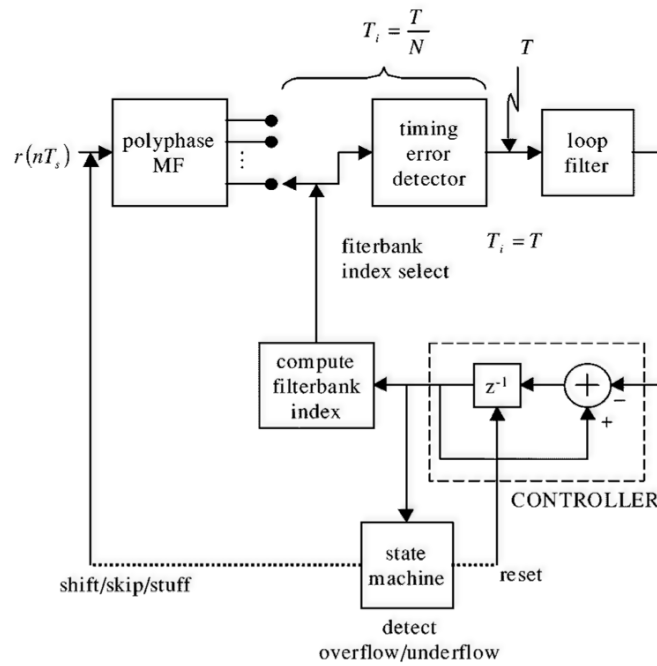 T_i = T/N
T
r(nT_s)
polyphase
MF
⋮
timing
error
detector
loop
filter
T_i = T
fiterbank
index select
compute
filterbank
index
z⁻¹
+
−
+
CONTROLLER
state
machine
reset
shift/skip/stuff
detect
overflow/underflow